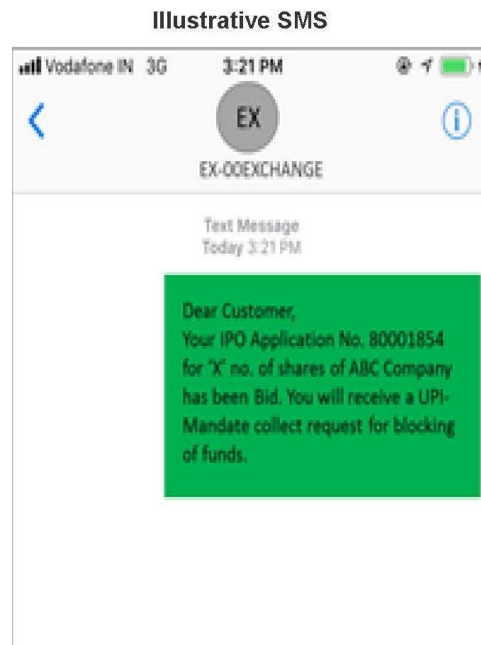 Illustrative SMS
Vodafone IN 3G 3:21 PM
EX
EX-00EXCHANGE
Text Message
Today 3:21 PM
Dear Customer,
Your IPO Application No. 80001854
for 'X' no. of shares of ABC Company
has been Bid. You will receive a UPI-
Mandate collect request for blocking
of funds.